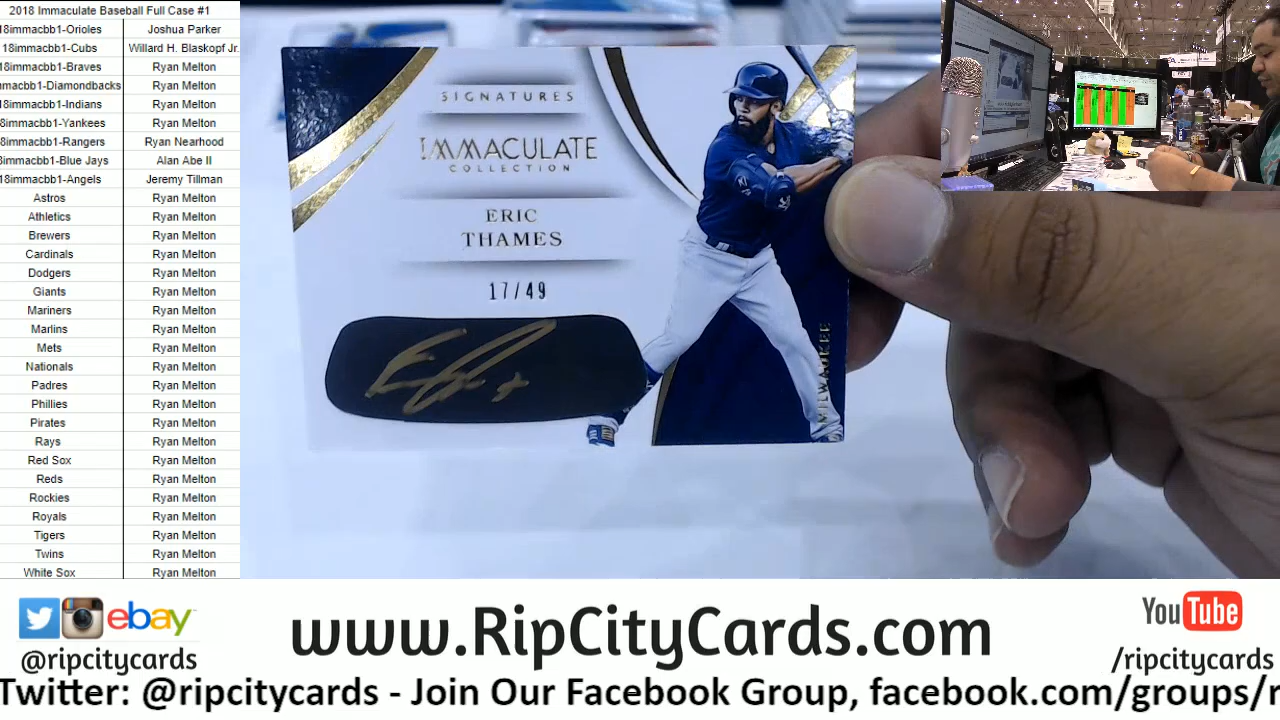 2018 Immaculate Baseball Full Case #1
18immacbb1-Orioles Joshua Parker
18immacbb1-Cubs Willard H. Blaskopf Jr.
18immacbb1-Braves Ryan Melton
mmacbb1-Diamondbacks Ryan Melton
18immacbb1-Indians Ryan Melton
8immacbb1-Yankees Ryan Melton
8immacbb1-Rangers Ryan Nearhood
8immacbb1-Blue Jays Alan Abe II
18immacbb1-Angels Jeremy Tillman
Astros Ryan Melton
Athletics Ryan Melton
Brewers Ryan Melton
Cardinals Ryan Melton
Dodgers Ryan Melton
Giants Ryan Melton
Mariners Ryan Melton
Marlins Ryan Melton
Mets Ryan Melton
Nationals Ryan Melton
Padres Ryan Melton
Phillies Ryan Melton
Pirates Ryan Melton
Rays Ryan Melton
Red Sox Ryan Melton
Reds Ryan Melton
Rockies Ryan Melton
Royals Ryan Melton
Tigers Ryan Melton
Twins Ryan Melton
White Sox Ryan Melton
SIGNATURES
IMMACULATE
COLLECTION
ERIC
THAMES
17/49
MILWAUKEE
ebay
@ripcitycards
www.RipCityCards.com
YouTube
/ripcitycards
Twitter: @ripcitycards - Join Our Facebook Group, facebook.com/groups/r